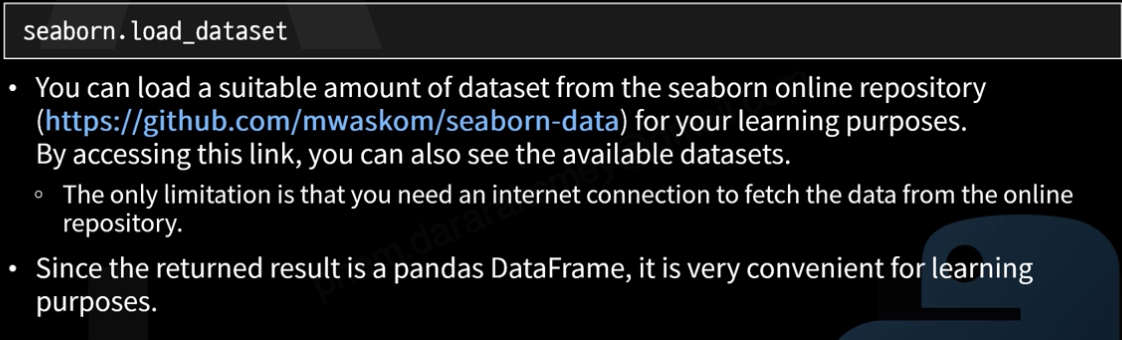 seaborn.load_dataset
• You can load a suitable amount of dataset from the seaborn online repository
(https://github.com/mwaskom/seaborn-data) for your learning purposes.
By accessing this link, you can also see the available datasets.
◦ The only limitation is that you need an internet connection to fetch the data from the online
repository.
• Since the returned result is a pandas DataFrame, it is very convenient for learning
purposes.